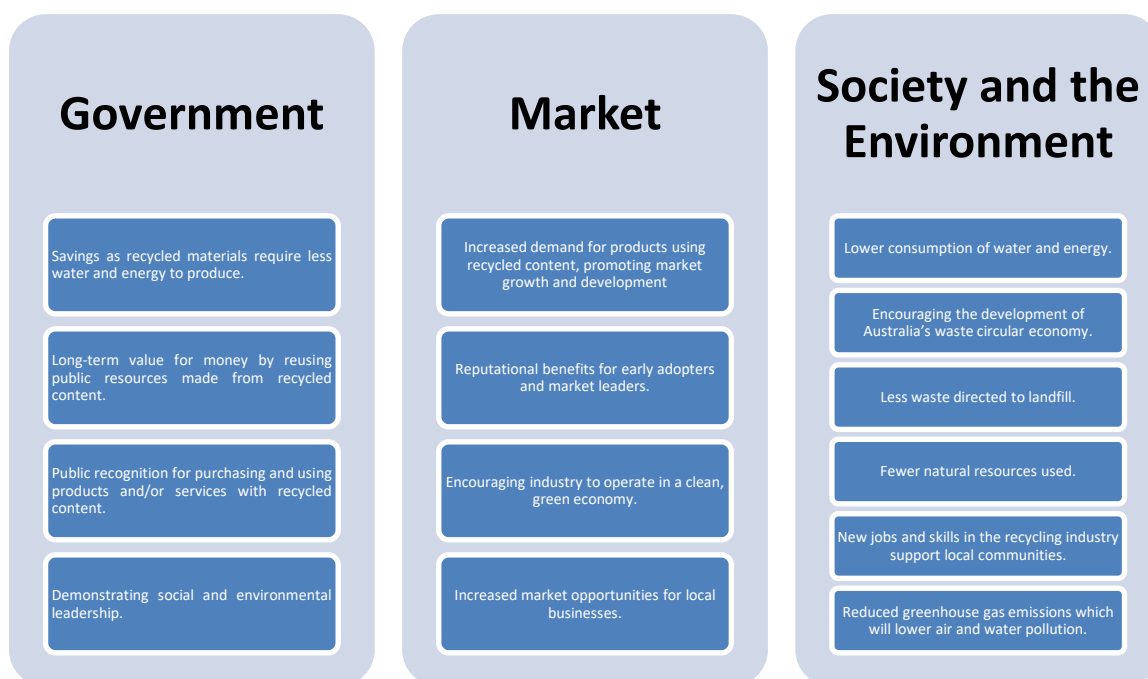 Government
Savings as recycled materials require less
water and energy to produce.
Long-term value for money by reusing
public resources made from recycled
content.
Public recognition for purchasing and using
products and/or services with recycled
content.
Demonstrating social and environmental
leadership.
Market
Increased demand for products using
recycled content, promoting market
growth and development
Reputational benefits for early adopters
and market leaders.
Encouraging industry to operate in a clean,
green economy.
Increased market opportunities for local
businesses.
Society and the
Environment
Lower consumption of water and energy.
Encouraging the development of
Australia’s waste circular economy.
Less waste directed to landfill.
Fewer natural resources used.
New jobs and skills in the recycling industry
support local communities.
Reduced greenhouse gas emissions which
will lower air and water pollution.